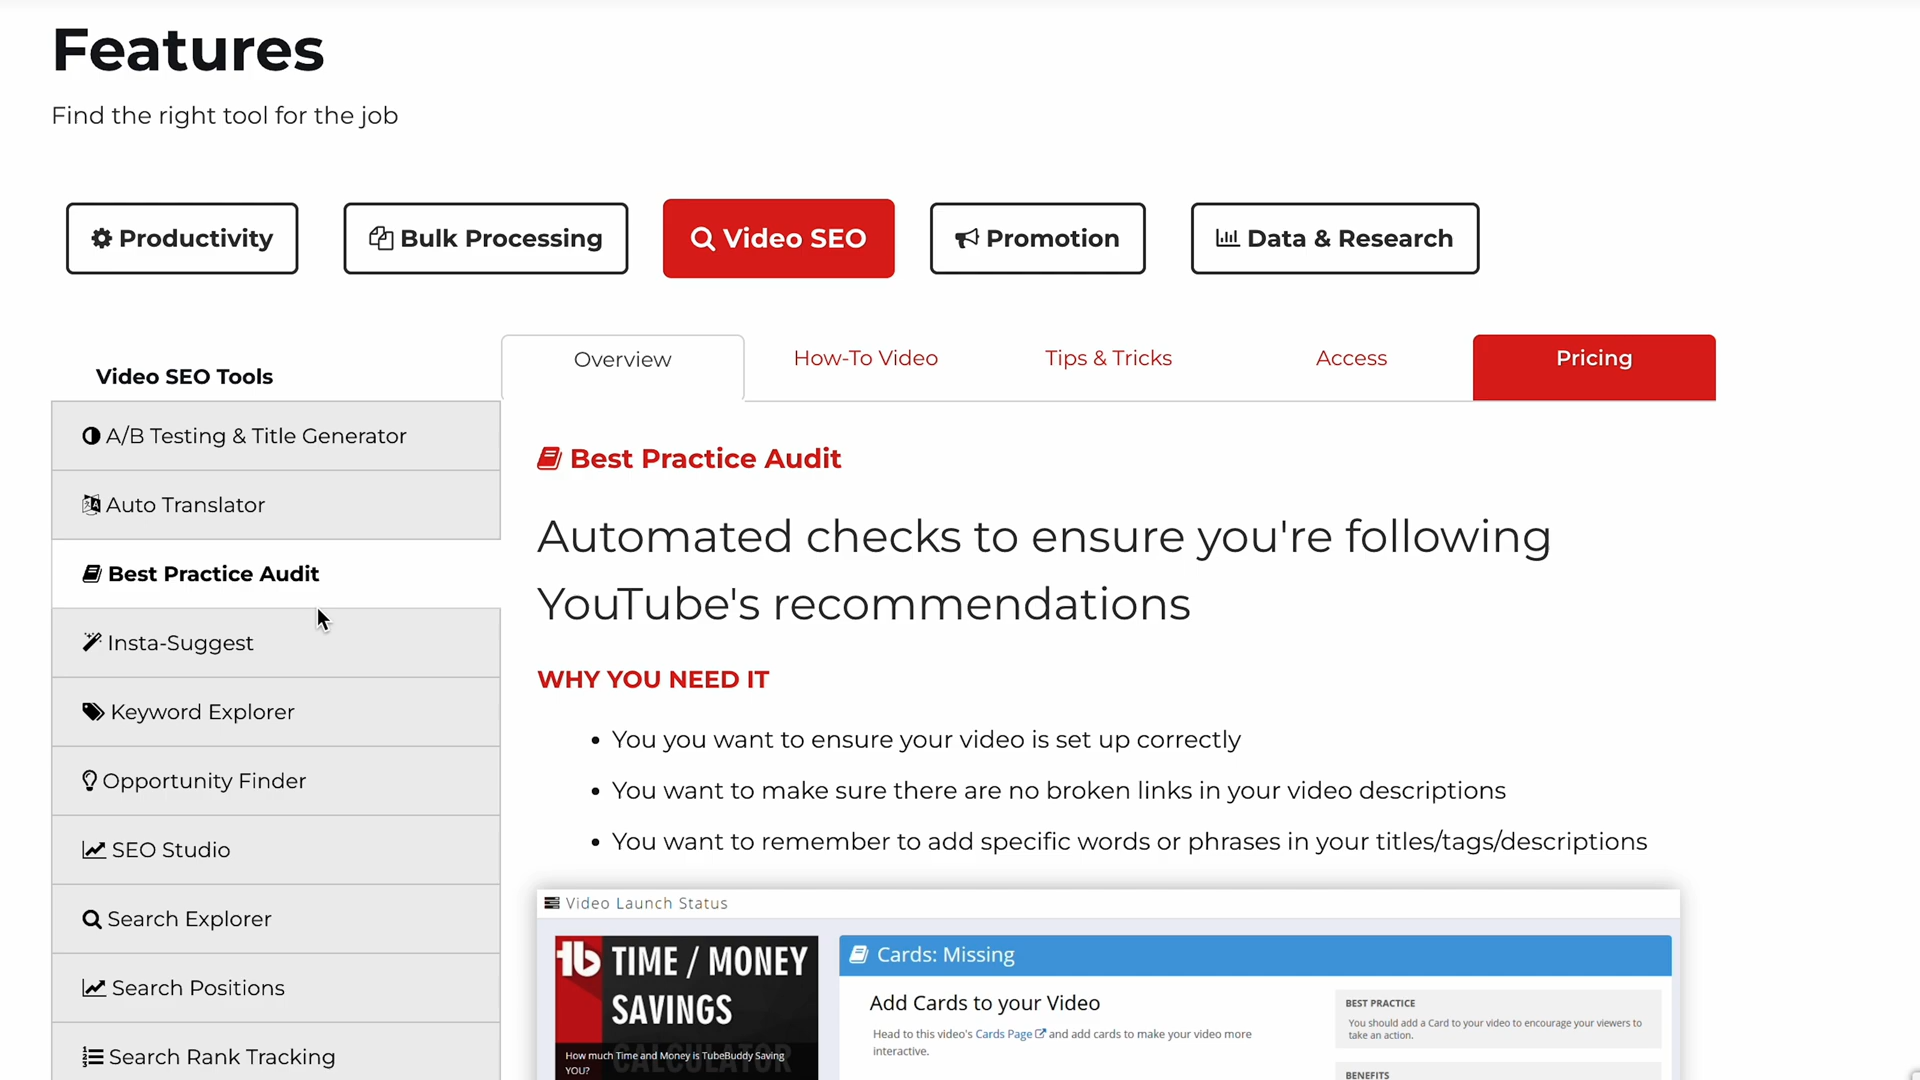 Features
Find the right tool for the job
Productivity
Bulk Processing
Video SEO
Promotion
Data & Research
Video SEO Tools
A/B Testing & Title Generator
Auto Translator
Best Practice Audit
Insta-Suggest
Keyword Explorer
Opportunity Finder
SEO Studio
Search Explorer
Search Positions
Search Rank Tracking
Overview
How-To Video
Tips & Tricks
Access
Pricing
Best Practice Audit
Automated checks to ensure you're following
YouTube's recommendations
WHY YOU NEED IT
• You you want to ensure your video is set up correctly
• You want to make sure there are no broken links in your video descriptions
• You want to remember to add specific words or phrases in your titles/tags/descriptions
Video Launch Status
tb
TIME / MONEY
SAVINGS
CALCULATOR
How much Time and Money is TubeBuddy Saving
YOU?
Cards: Missing
Add Cards to your Video
Head to this video's Cards Page and add cards to make your video more
interactive.
BEST PRACTICE
You should add a Card to your video to encourage your viewers to
take an action.
BENEFITS